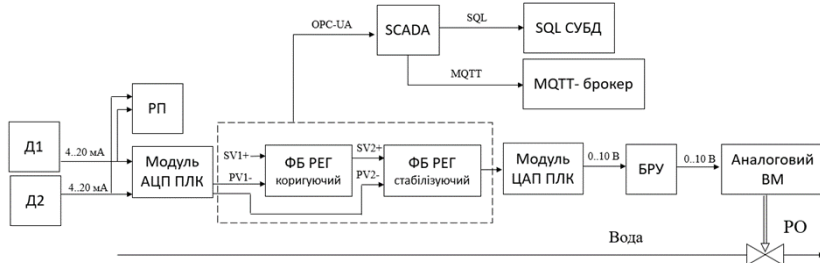 OPC-UA
SCADA
SQL
SQL СУБД
MQTT
MQTT- брокер
РП
Д1
4..20 мА
Д2
4..20 мА
Модуль
АЦП ПЛК
SV1+
PV1-
ФБ РЕГ
коригуючий
SV2+
PV2-
ФБ РЕГ
стабілізуючий
Модуль
ЦАП ПЛК
0..10 В
БРУ
0..10 В
Аналоговий
ВМ
РО
Вода